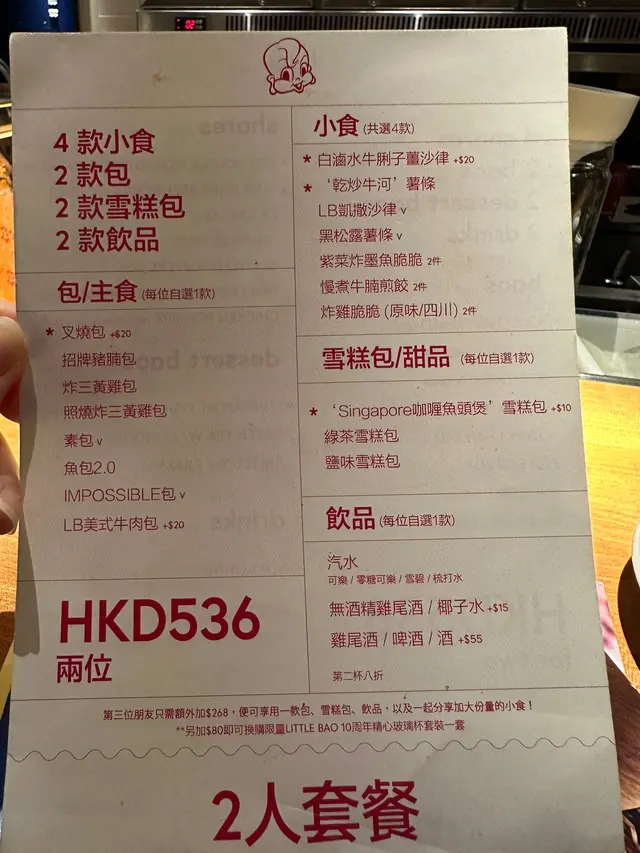 4 款小食
2 款包
2 款雪糕包
2 款飲品
包/主食 (每位自選1款)
* 叉燒包 +$20
招牌豬腩包
炸三黃雞包
照燒炸三黃雞包
素包 v
魚包2.0
IMPOSSIBLE包 v
LB美式牛肉包 +$20
HKD536
兩位
小食 (共選4款)
* 白滷水牛脷子薑沙律 +$20
* ‘乾炒牛河’薯條
LB凱撒沙律 v
黑松露薯條 v
紫菜炸墨魚脆脆 2件
慢煮牛腩煎餃 2件
炸雞脆脆 (原味/四川) 2件
雪糕包/甜品 (每位自選1款)
* ‘Singapore咖喱魚頭煲’雪糕包 +$10
綠茶雪糕包
鹽味雪糕包
飲品 (每位自選1款)
汽水
可樂 / 零糖可樂 / 雪碧 / 梳打水
無酒精雞尾酒 / 椰子水 +$15
雞尾酒 / 啤酒 / 酒 +$55
第二杯八折
第三位朋友只需額外加$268，便可享用一款包、雪糕包、飲品，以及一起分享加大份量的小食！
**另加$80即可換購限量LITTLE BAO 10周年精心玻璃杯套裝一套
2人套餐